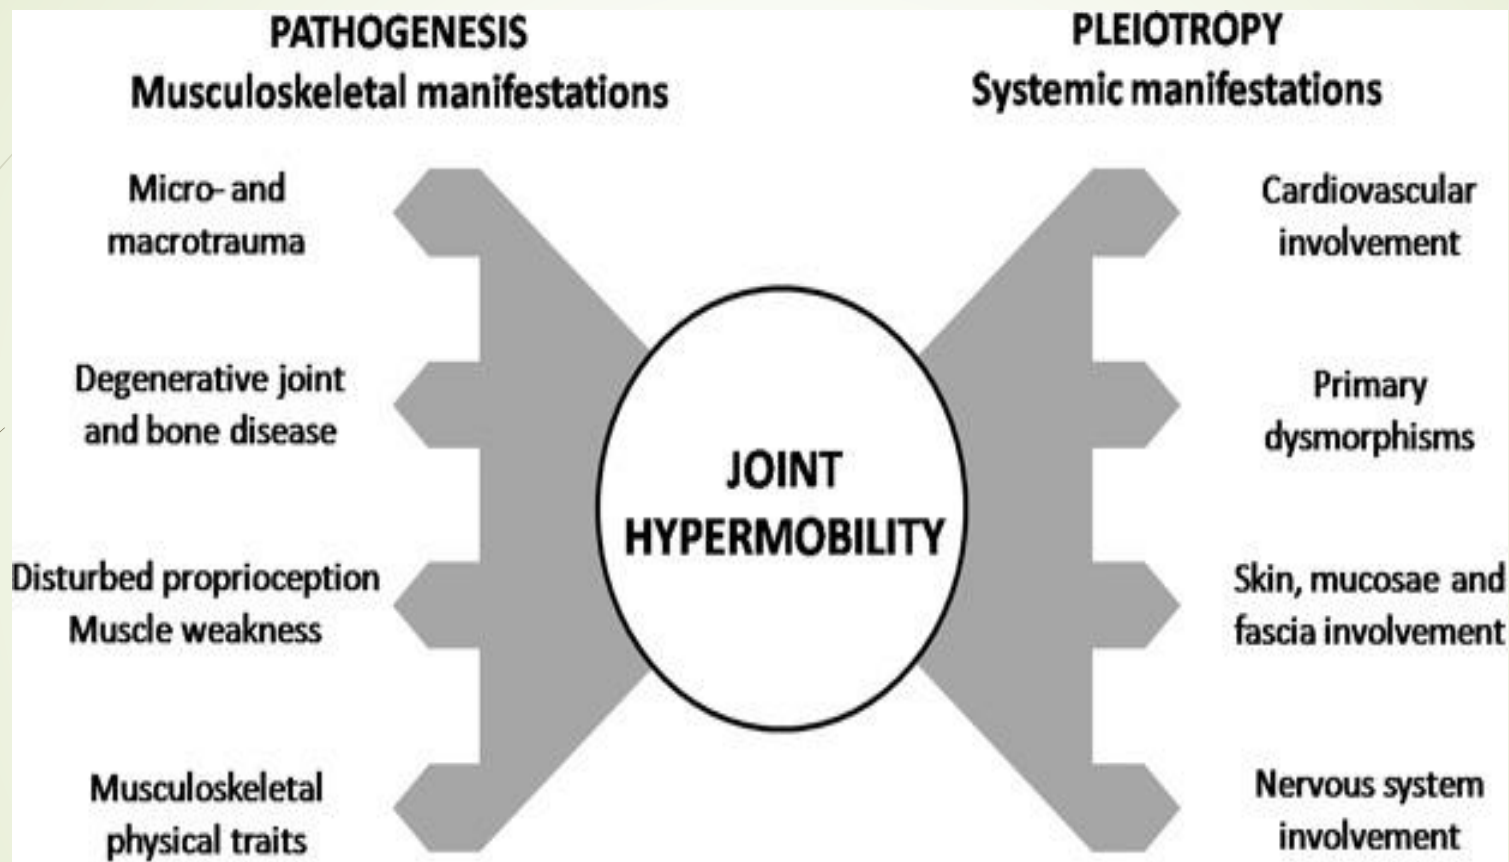 PATHOGENESIS
Musculoskeletal manifestations
Micro- and
macrotrauma
Degenerative joint
and bone disease
Disturbed proprioception
Muscle weakness
Musculoskeletal
physical traits
JOINT
HYPERMOBILITY
PLEIOTROPY
Systemic manifestations
Cardiovascular
involvement
Primary
dysmorphisms
Skin, mucosae and
fascia involvement
Nervous system
involvement